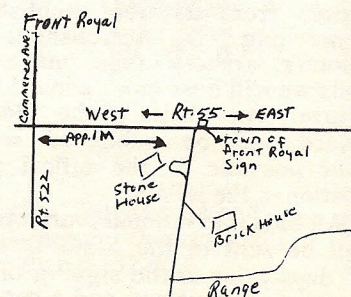 Front Royal
Commerce Ave.
West ← Rt.55 → EAST
App.1M
town of
Front Royal
Sign
Stone
House
Rt.522
Brick House
Range